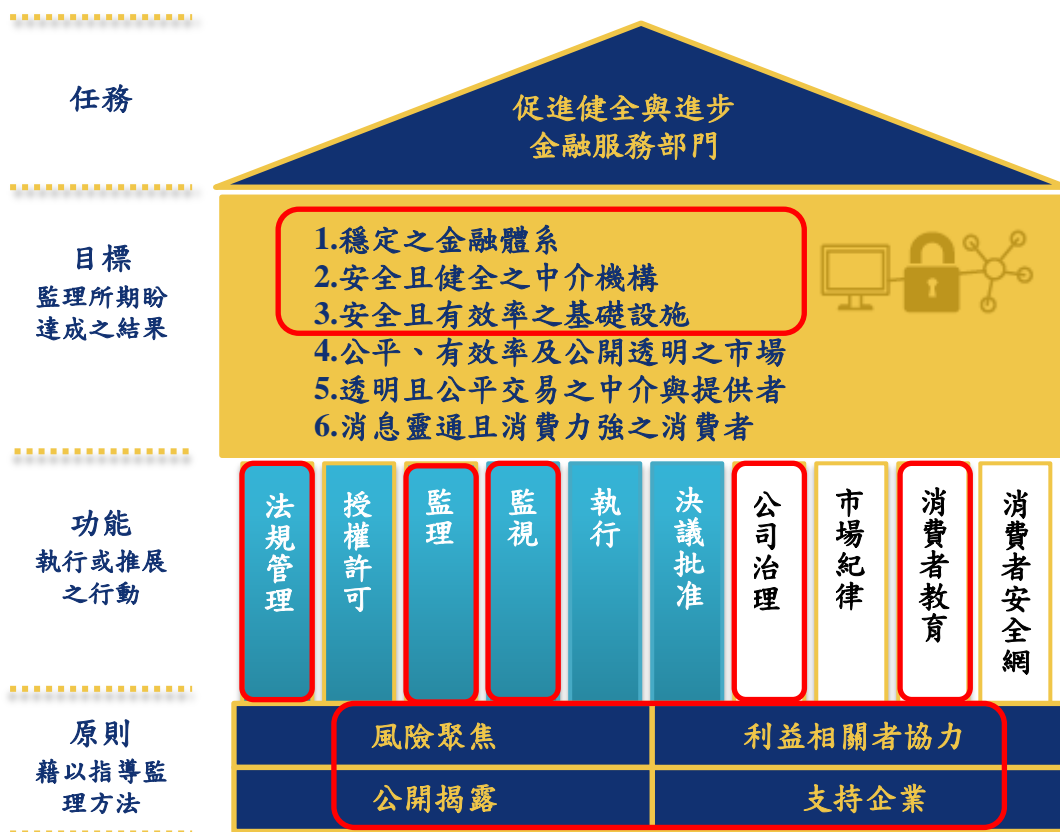 任務
促進健全與進步
金融服務部門
目標
監理所期盼
達成之結果
1.穩定之金融體系
2.安全且健全之中介機構
3.安全且有效率之基礎設施
4.公平、有效率及公開透明之市場
5.透明且公平交易之中介與提供者
6.消息靈通且消費力強之消費者
功能
執行或推展
之行動
法規管理
授權許可
監理
監視
執行
決議批准
公司治理
市場紀律
消費者教育
消費者安全網
原則
藉以指導監
理方法
風險聚焦
利益相關者協力
公開揭露
支持企業